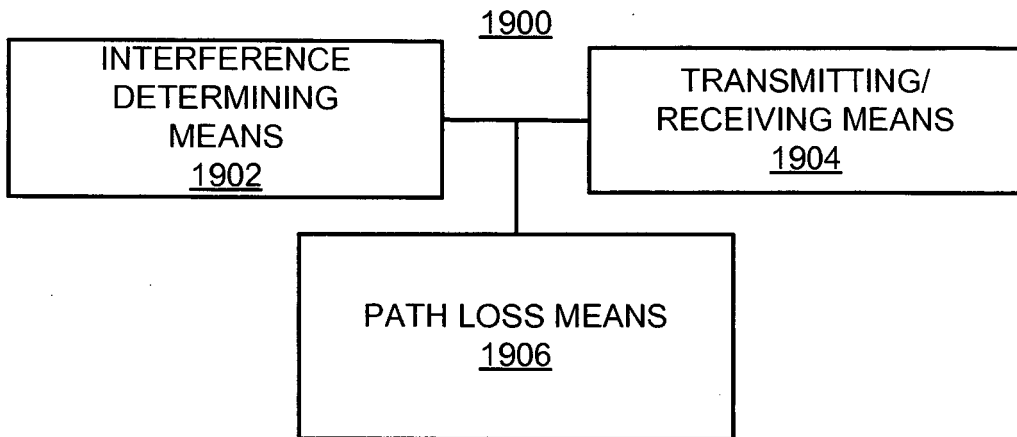 1900
INTERFERENCE
DETERMINING
MEANS
1902
TRANSMITTING/
RECEIVING MEANS
1904
PATH LOSS MEANS
1906